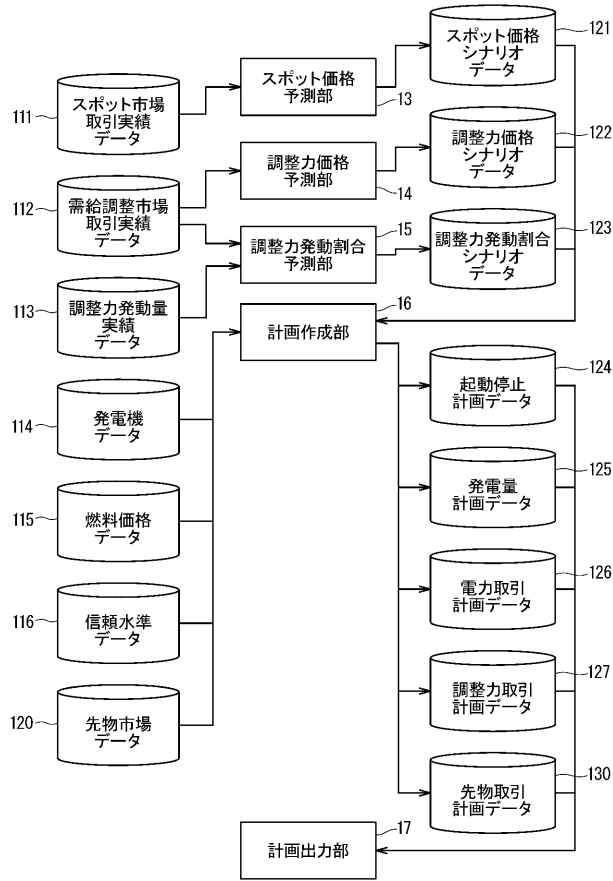 121
スポット価格
シナリオ
データ
スポット価格
予測部
13
111
スポット市場
取引実績
データ
122
調整力価格
シナリオ
データ
調整力価格
予測部
14
112
需給調整市場
取引実績
データ
15
調整力発動割合
予測部
123
調整力発動割合
シナリオ
データ
113
調整力発動量
実績
データ
16
計画作成部
124
起動停止
計画データ
114
発電機
データ
125
発電量
計画データ
115
燃料価格
データ
126
電力取引
計画データ
116
信頼水準
データ
127
調整力取引
計画データ
120
先物市場
データ
130
先物取引
計画データ
17
計画出力部